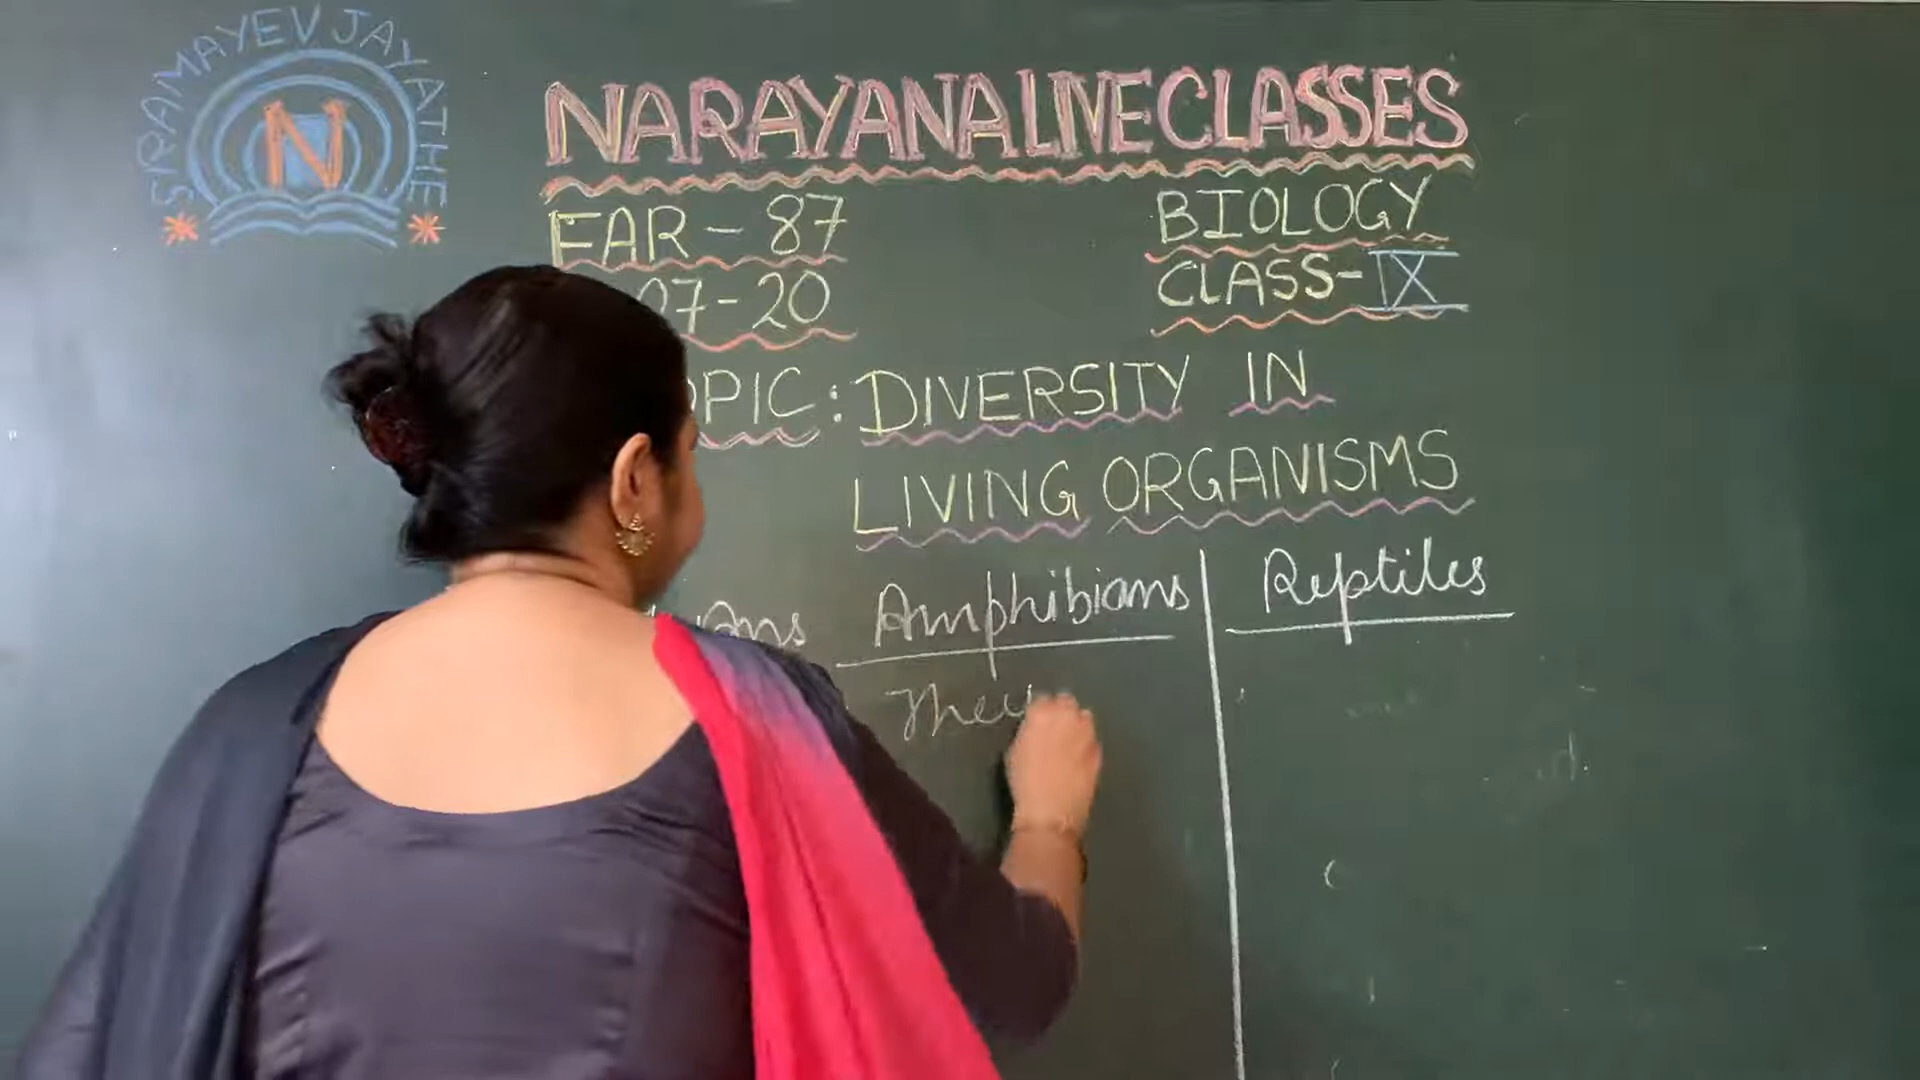 SRAMAYEV JAYATHE
N
NARAYANA LIVE CLASSES
EAR - 87
BIOLOGY
07-20
CLASS-IX
OPIC : DIVERSITY IN
LIVING ORGANISMS
Amphibians
Reptiles
They